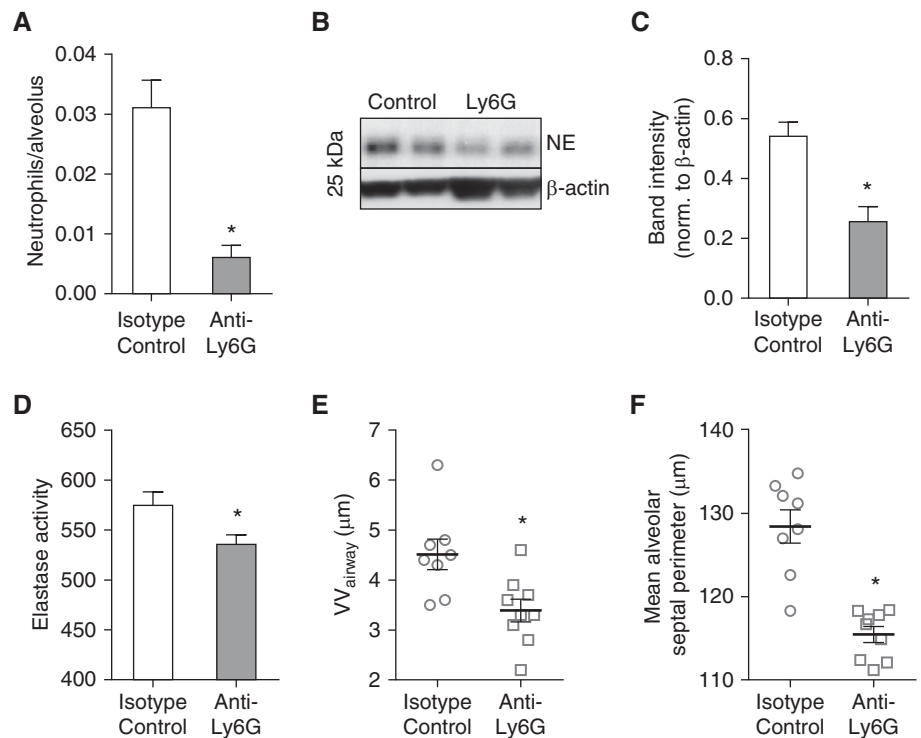 A
Neutrophils/alveolus
0.04
0.03
0.02
0.01
0.00
*
Isotype
Control
Anti-
Ly6G
B
Control Ly6G
25 kDa
NE
β-actin
C
Band intensity
(norm. to β-actin)
0.8
0.6
0.4
0.2
0.0
*
Isotype
Control
Anti-
Ly6G
D
Elastase activity
650
600
550
500
450
400
*
Isotype
Control
Anti-
Ly6G
E
VVairway (μm)
7
6
5
4
3
2
*
Isotype
Control
Anti-
Ly6G
F
Mean alveolar
septal perimeter (μm)
140
130
120
110
*
Isotype
Control
Anti-
Ly6G